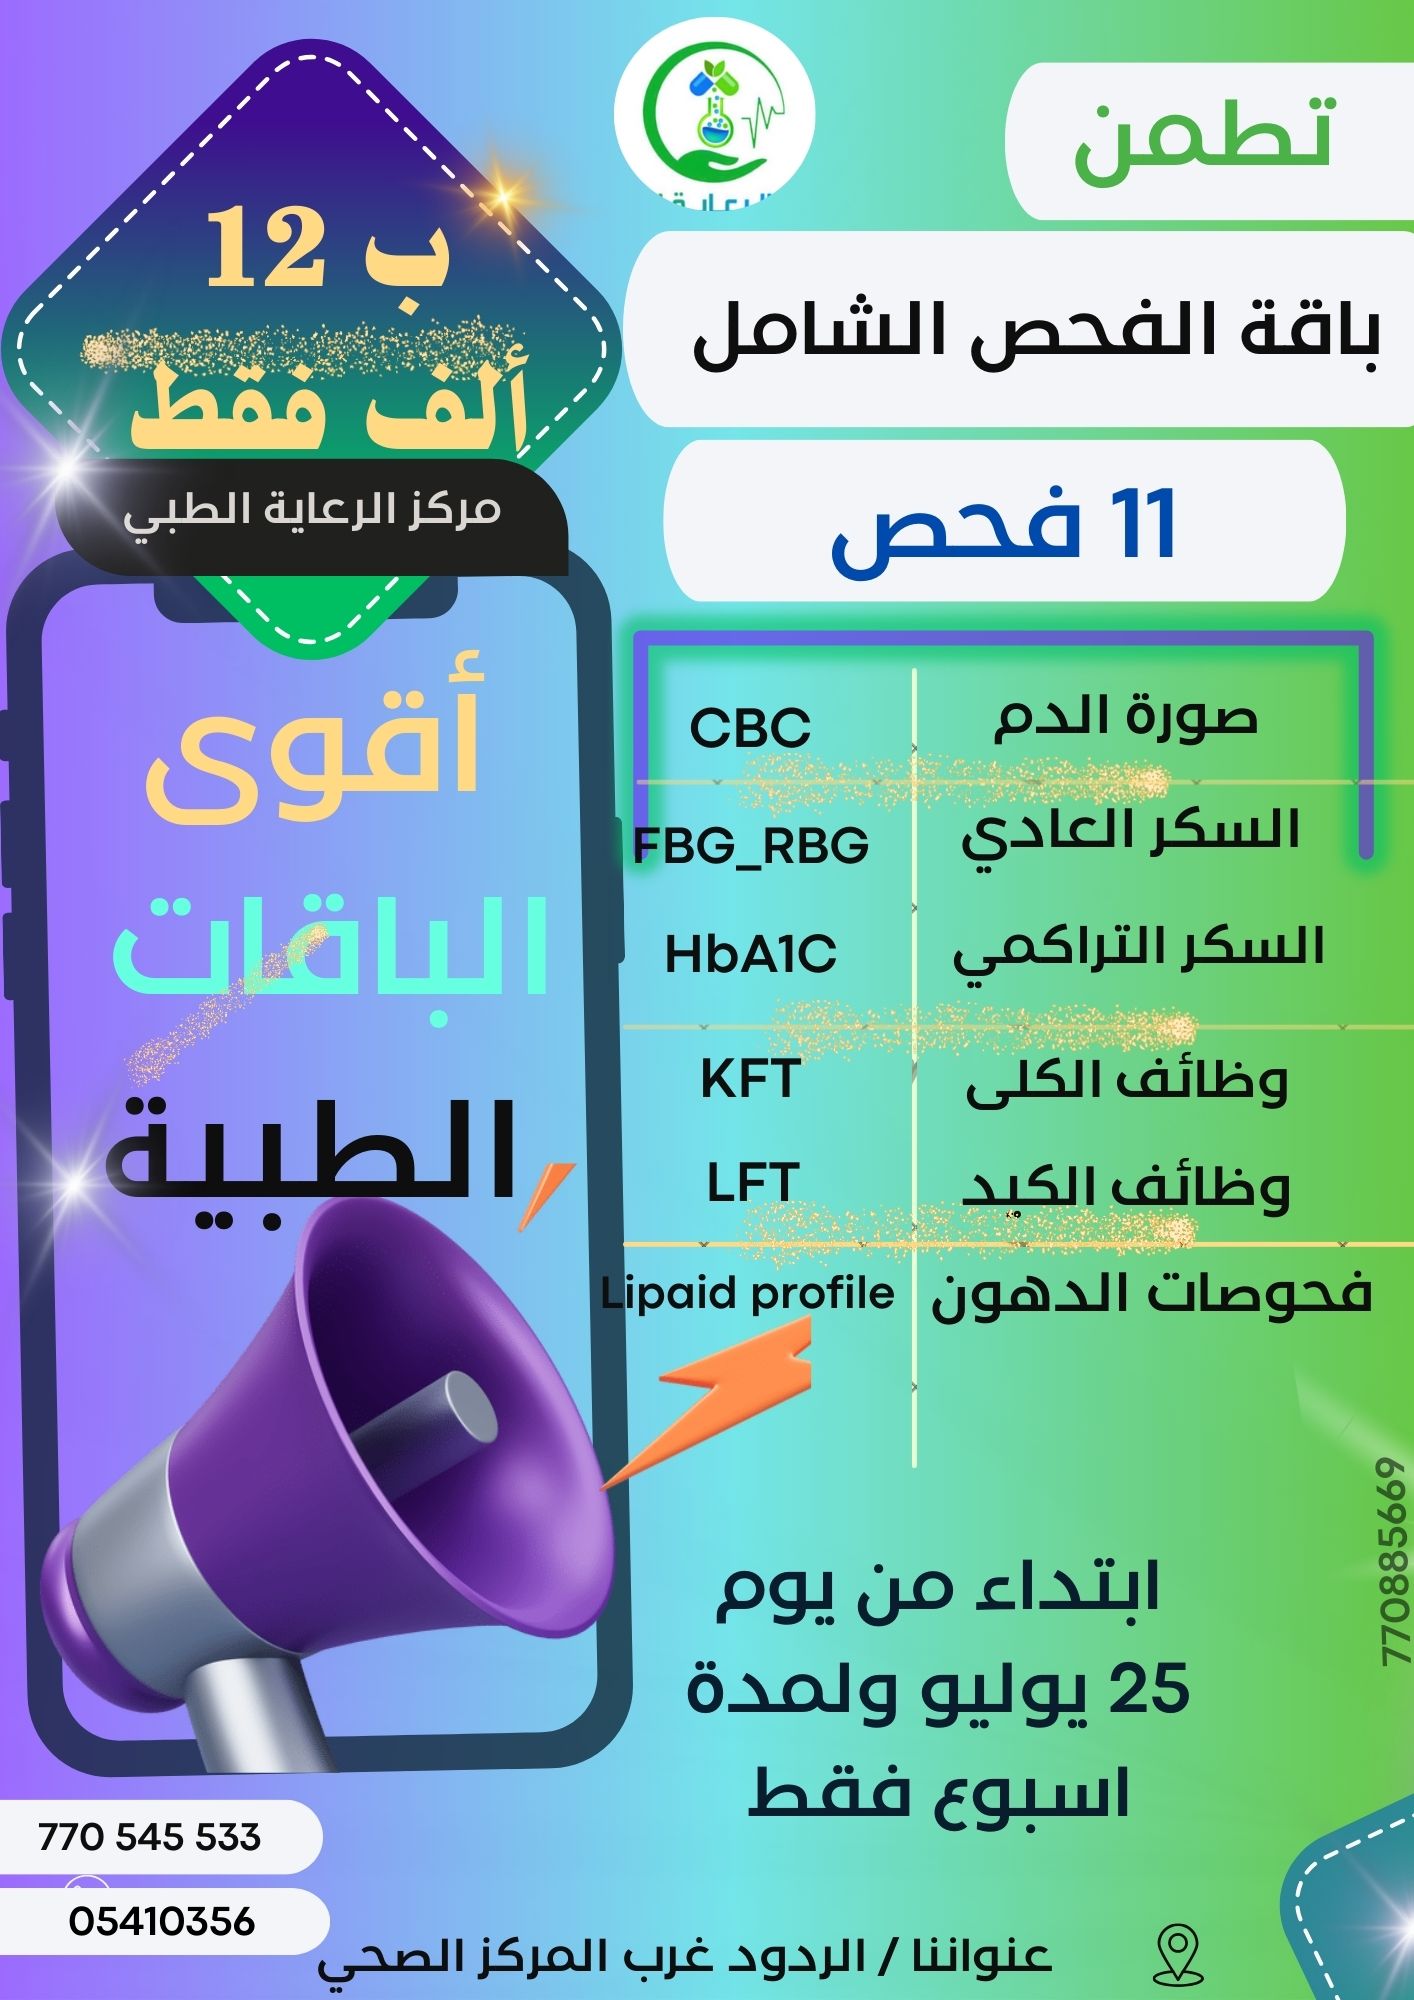 تطمن
باقة الفحص الشامل
11 فحص
ب 12
ألف فقط
مركز الرعاية الطبي
أقوى
الباقات
الطبية
صورة الدم CBC
السكر العادي FBG_RBG
السكر التراكمي HbA1C
وظائف الكلى KFT
وظائف الكبد LFT
فحوصات الدهون Lipaid profile
ابتداء من يوم
25 يوليو ولمدة
اسبوع فقط
770885669
770 545 533
05410356
عنواننا / الردود غرب المركز الصحي